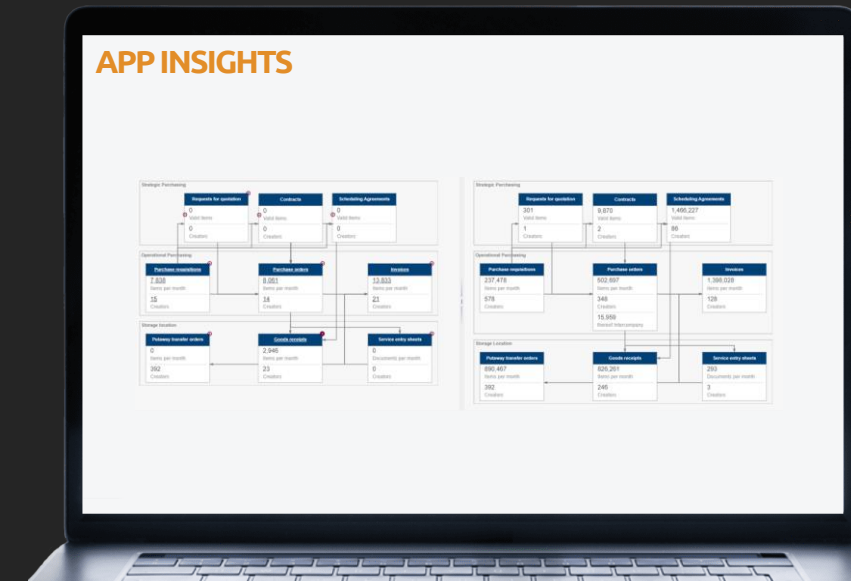 APP INSIGHTS
Strategic Purchasing
Requests for quotation
0
Valid items
0
Creators
Contracts
0
Valid items
0
Creators
Scheduling Agreements
0
Valid items
0
Creators
Operational Purchasing
Purchase requisitions
7,838
Items per month
15
Creators
Purchase orders
8,051
Items per month
14
Creators
Invoices
13,833
Items per month
21
Creators
Storage location
Putaway transfer orders
0
Items per month
392
Creators
Goods receipts
2,946
Items per month
23
Creators
Service entry sheets
0
Documents per month
0
Creators
Strategic Purchasing
Requests for quotation
301
Valid items
1
Creators
Contracts
9,870
Valid items
2
Creators
Scheduling Agreements
1,466,227
Valid items
86
Creators
Operational Purchasing
Purchase requisitions
237,478
Items per month
578
Creators
Purchase orders
502,697
Items per month
348
Creators
15,958
Intercompany
Invoices
1,398,028
Items per month
128
Creators
Storage Location
Putaway transfer orders
690,467
Items per month
392
Creators
Goods receipts
826,201
Items per month
246
Creators
Service entry sheets
293
Documents per month
3
Creators